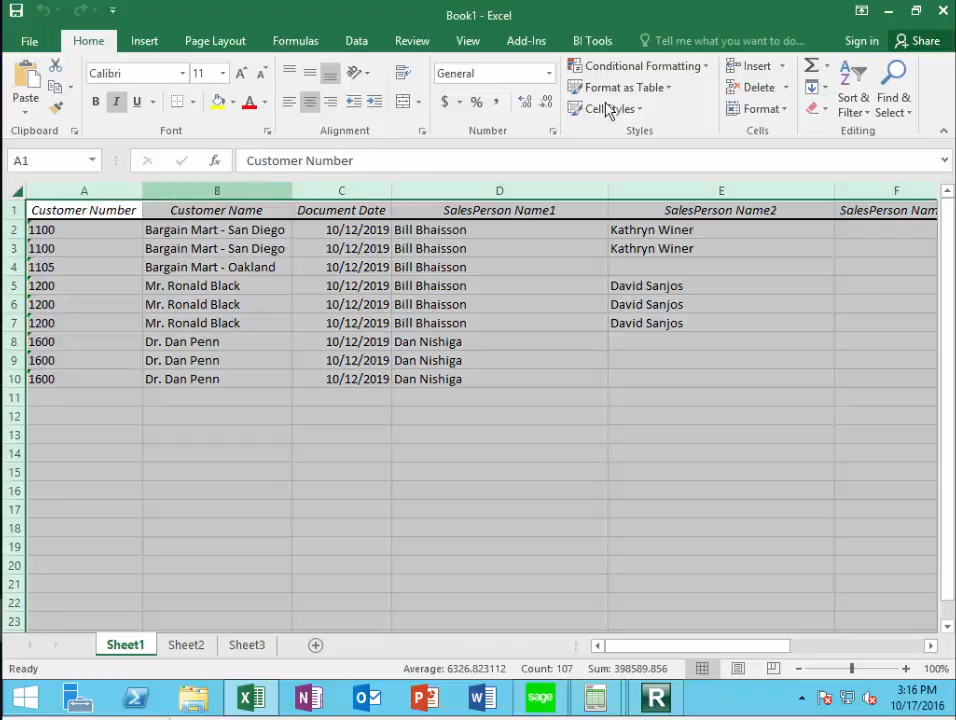 Book1 - Excel
File Home Insert Page Layout Formulas Data Review View Add-Ins BI Tools Tell me what you want to do... Sign in Share
Paste Calibri 11 General Conditional Formatting Insert
B I U $ % , Format as Table Delete Sort & Find &
Cell Styles Format Filter Select
Clipboard Font Alignment Number Styles Cells Editing
A1 fx Customer Number
A B C D E F
1 Customer Number Customer Name Document Date SalesPerson Name1 SalesPerson Name2 SalesPerson Nam
2 1100 Bargain Mart - San Diego 10/12/2019 Bill Bhaisson Kathryn Winer
3 1100 Bargain Mart - San Diego 10/12/2019 Bill Bhaisson Kathryn Winer
4 1105 Bargain Mart - Oakland 10/12/2019 Bill Bhaisson
5 1200 Mr. Ronald Black 10/12/2019 Bill Bhaisson David Sanjos
6 1200 Mr. Ronald Black 10/12/2019 Bill Bhaisson David Sanjos
7 1200 Mr. Ronald Black 10/12/2019 Bill Bhaisson David Sanjos
8 1600 Dr. Dan Penn 10/12/2019 Dan Nishiga
9 1600 Dr. Dan Penn 10/12/2019 Dan Nishiga
10 1600 Dr. Dan Penn 10/12/2019 Dan Nishiga
11
12
13
14
15
16
17
18
19
20
21
22
23
Sheet1 Sheet2 Sheet3
Ready Average: 6326.823112 Count: 107 Sum: 398589.856 100%
sage R 3:16 PM
10/17/2016